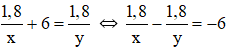 1,8/x + 6 = 1,8/y ⇔ 1,8/x − 1,8/y = −6